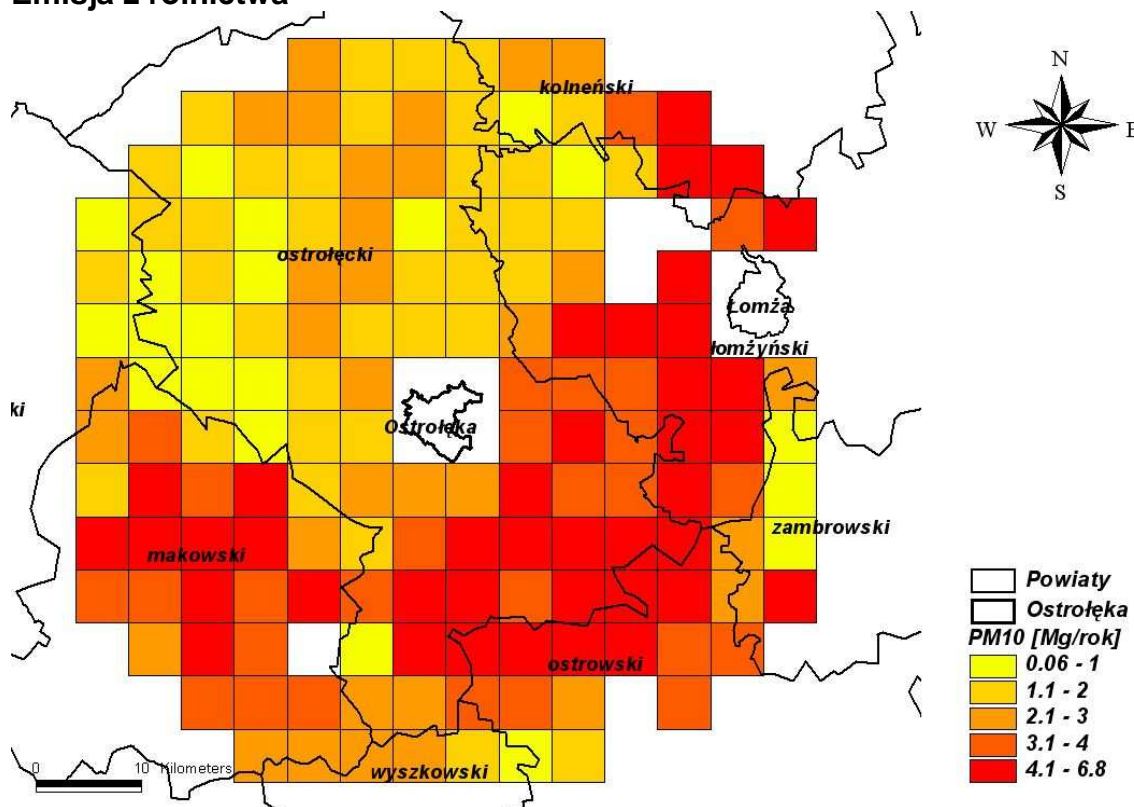 Emisja z rolnictwa
N
W E
S
kolneński
ostrołęcki
Łomża
łomżyński
ki
Ostrołęka
zambrowski
makowski
ostrowski
wyszkowski
0 10 Kilometers
Powiaty
Ostrołęka
PM10 [Mg/rok]
0.06 - 1
1.1 - 2
2.1 - 3
3.1 - 4
4.1 - 6.8